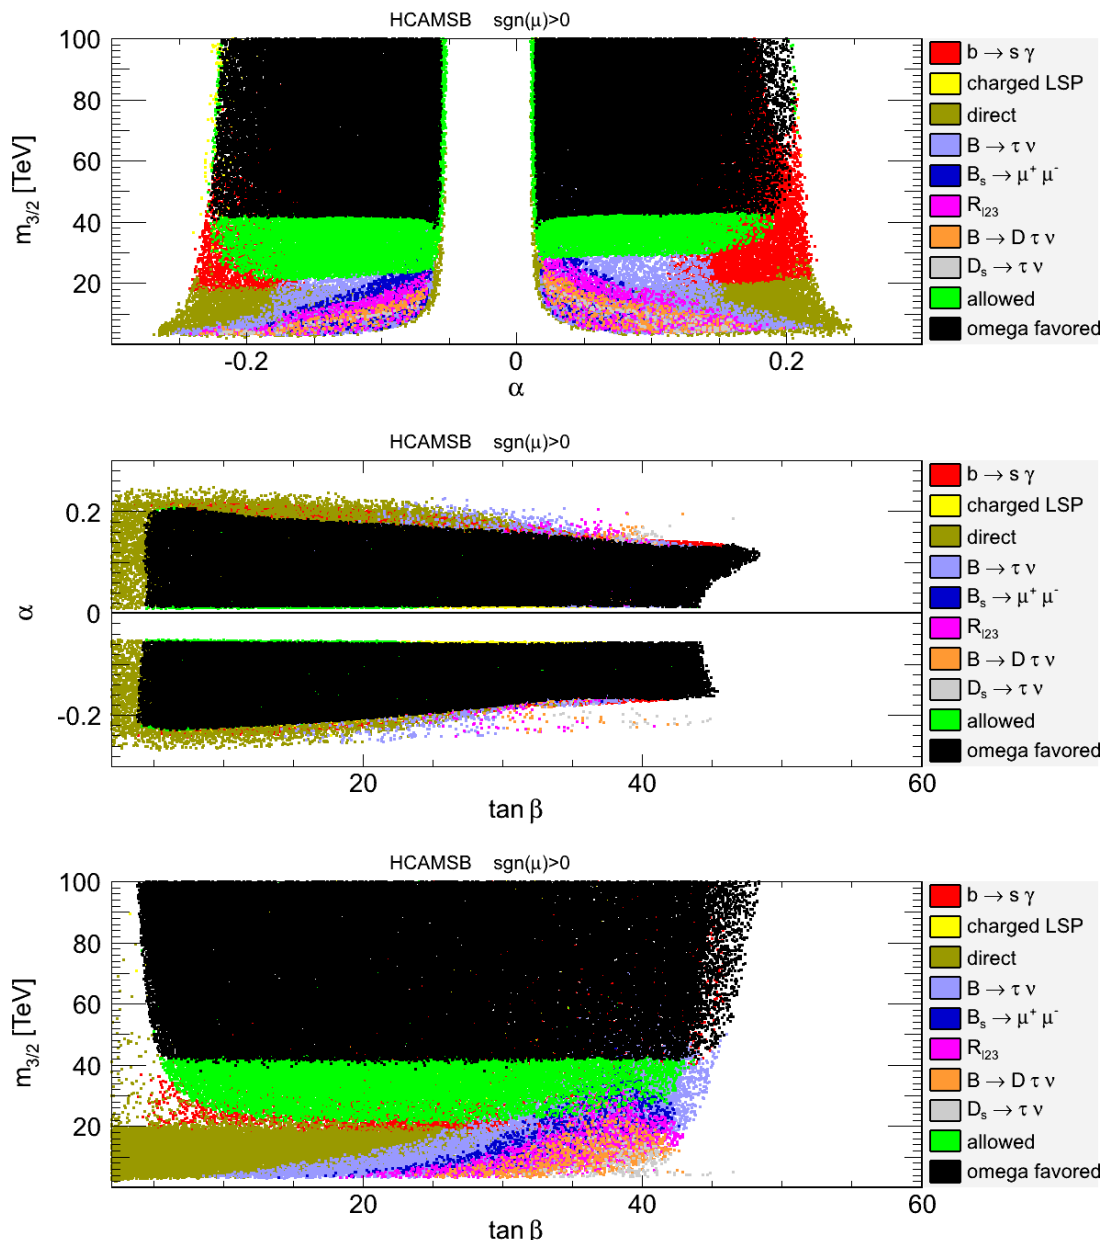 HCAMSB sgn(μ)>0
100
80
60
40
20
m3/2 [TeV]
-0.2 0 0.2
α
b → s γ
charged LSP
direct
B → τ ν
Bs → μ+ μ-
Rl23
B → D τ ν
Ds → τ ν
allowed
omega favored
HCAMSB sgn(μ)>0
0.2
0
-0.2
α
20 40 60
tan β
b → s γ
charged LSP
direct
B → τ ν
Bs → μ+ μ-
Rl23
B → D τ ν
Ds → τ ν
allowed
omega favored
HCAMSB sgn(μ)>0
100
80
60
40
20
m3/2 [TeV]
20 40 60
tan β
b → s γ
charged LSP
direct
B → τ ν
Bs → μ+ μ-
Rl23
B → D τ ν
Ds → τ ν
allowed
omega favored